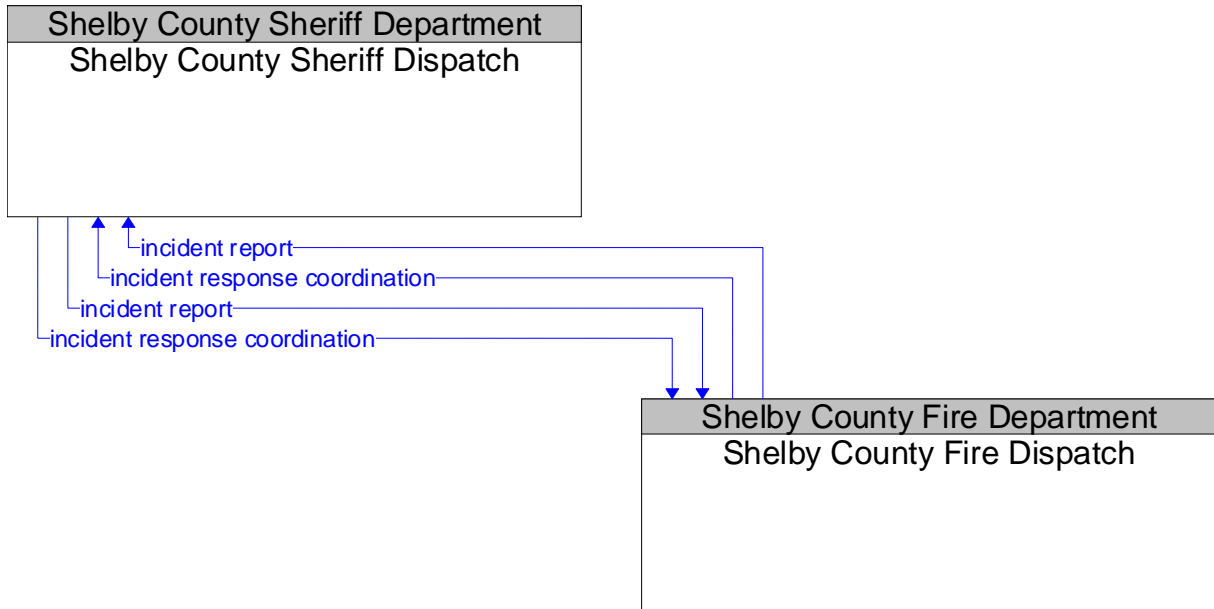 Shelby County Sheriff Department
Shelby County Sheriff Dispatch
incident report
incident response coordination
incident report
incident response coordination
Shelby County Fire Department
Shelby County Fire Dispatch